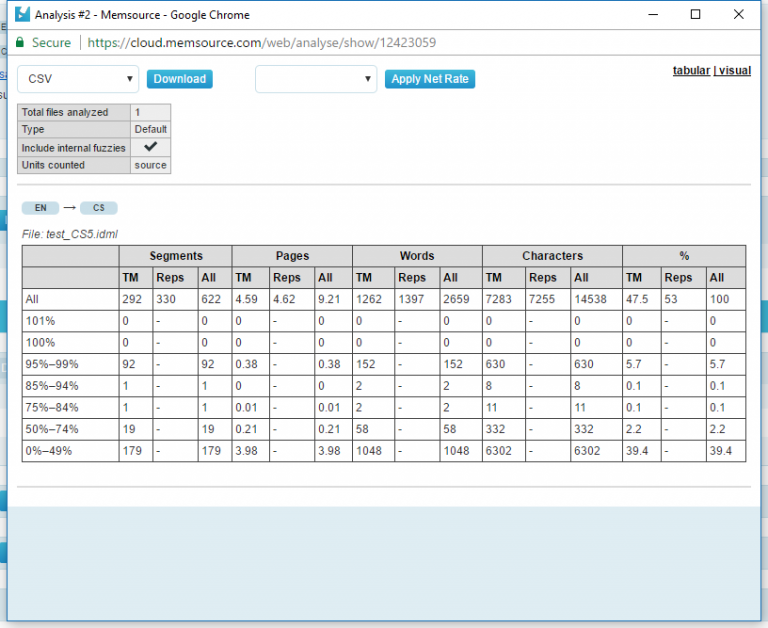 Analysis #2 - Memsource - Google Chrome
Secure | https://cloud.memsource.com/web/analyse/show/12423059
CSV Download Apply Net Rate tabular | visual
Total files analyzed 1
Type Default
Include internal fuzzies ✔
Units counted source
EN → CS
File: test_CS5.idml
Segments Pages Words Characters %
TM Reps All TM Reps All TM Reps All TM Reps All TM Reps All
All 292 330 622 4.59 4.62 9.21 1262 1397 2659 7283 7255 14538 47.5 53 100
101% 0 - 0 0 - 0 0 - 0 0 - 0 0 - 0
100% 0 - 0 0 - 0 0 - 0 0 - 0 0 - 0
95%–99% 92 - 92 0.38 - 0.38 152 - 152 630 - 630 5.7 - 5.7
85%–94% 1 - 1 0 - 0 2 - 2 8 - 8 0.1 - 0.1
75%–84% 1 - 1 0.01 - 0.01 2 - 2 11 - 11 0.1 - 0.1
50%–74% 19 - 19 0.21 - 0.21 58 - 58 332 - 332 2.2 - 2.2
0%–49% 179 - 179 3.98 - 3.98 1048 - 1048 6302 - 6302 39.4 - 39.4